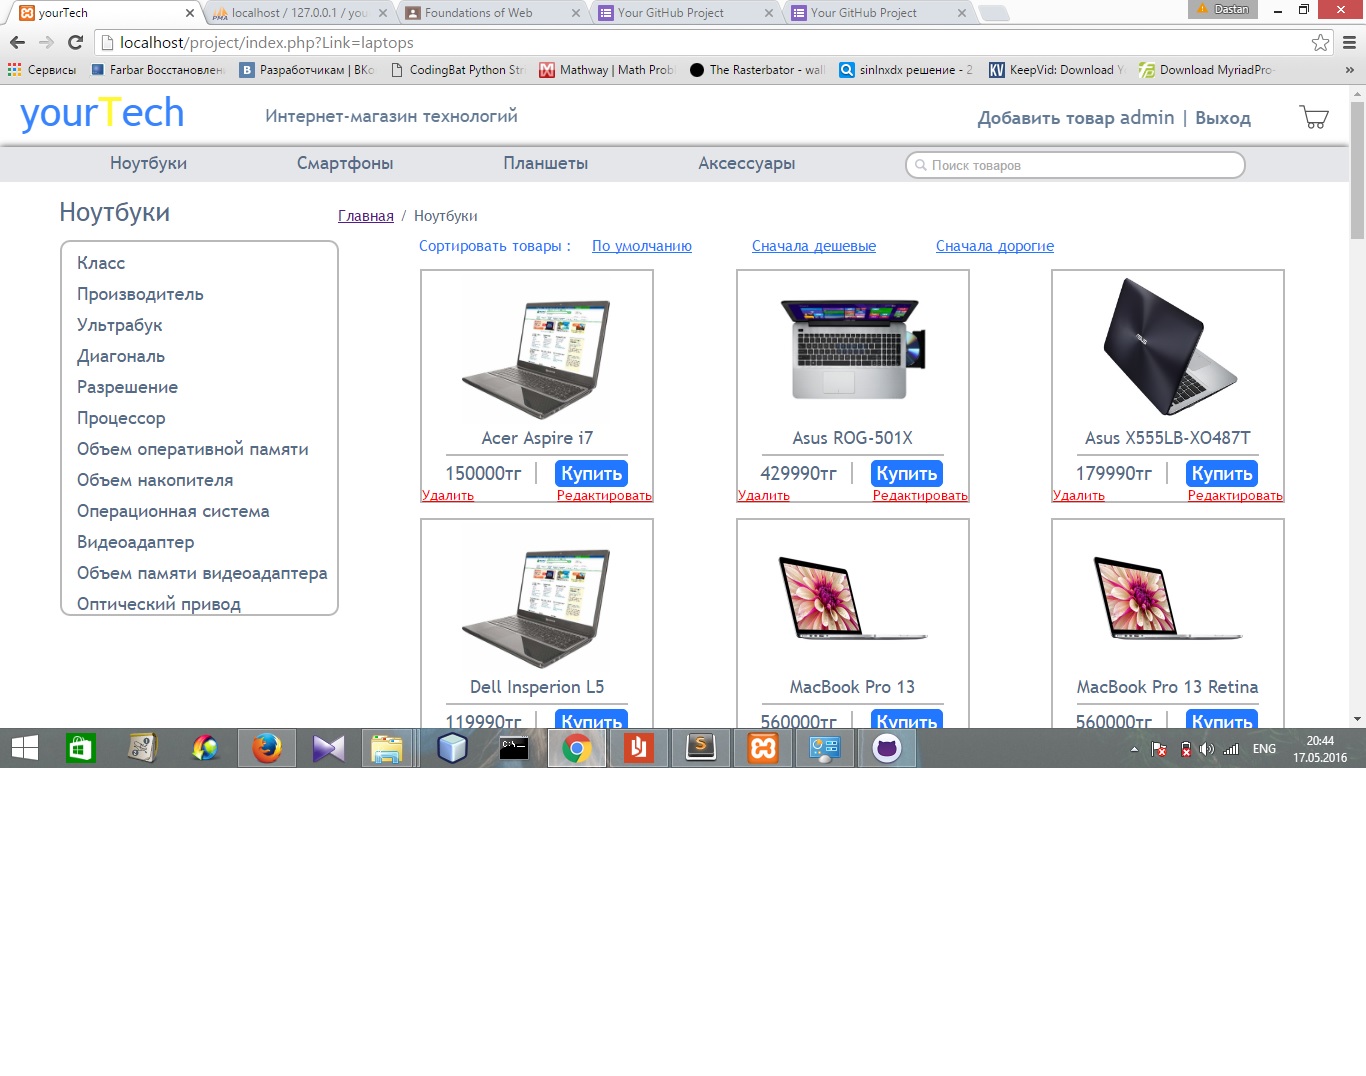 yourTech
localhost / 127.0.0.1 / you
Foundations of Web
Your GitHub Project
Your GitHub Project
Dastan
localhost/project/index.php?Link=laptops
Сервисы
Farbar Восстановлен
Разработчикам | ВКо
CodingBat Python Str
Mathway | Math Prob
The Rasterbator - wall
sinlnxdx решение - 2
KeepVid: Download Y
Download MyriadPro-
»
yourTech
Интернет-магазин технологий
Добавить товар admin | Выход
Ноутбуки
Смартфоны
Планшеты
Аксессуары
Поиск товаров
Ноутбуки
Главная / Ноутбуки
Сортировать товары :
По умолчанию
Сначала дешевые
Сначала дорогие
Класс
Производитель
Ультрабук
Диагональ
Разрешение
Процессор
Объем оперативной памяти
Объем накопителя
Операционная система
Видеоадаптер
Объем памяти видеоадаптера
Оптический привод
Acer Aspire i7
150000тг | Купить
Удалить Редактировать
Asus ROG-501X
429990тг | Купить
Удалить Редактировать
ASUS
Asus X555LB-XO487T
179990тг | Купить
Удалить Редактировать
Dell Insperion L5
119990тг | Купить
MacBook Pro 13
560000тг | Купить
MacBook Pro 13 Retina
560000тг | Купить
C:\_
ENG
20:44
17.05.2016